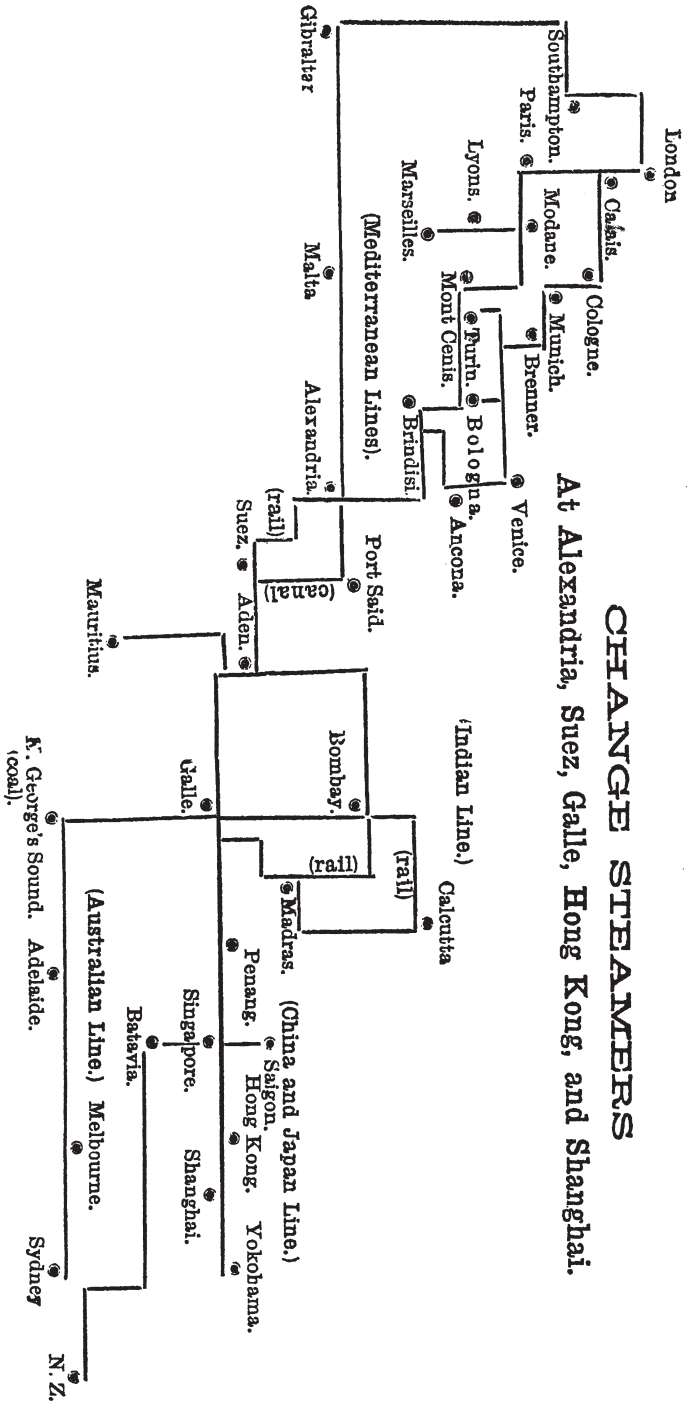 CHANGE STEAMERS
At Alexandria, Suez, Galle, Hong Kong, and Shanghai.
London
Southampton.
Calais.
Cologne.
Paris.
Modane.
Munich.
Brenner.
Venice.
Lyons.
Mont Cenis.
Turin.
Bologna.
Ancona.
Marseilles.
Brindisi.
(Mediterranean Lines).
Gibraltar
Malta
Alexandria.
Port Said.
(rail)
(canal)
Suez.
Aden.
Mauritius.
(Indian Line.)
Bombay.
Calcutta
(rail)
(rail)
Madras.
Galle.
Penang.
(China and Japan Line.)
Saigon.
Hong Kong.
Yokohama.
Singapore.
Shanghai.
Batavia.
(Australian Line.)
K. George's Sound.
(coal).
Adelaide.
Melbourne.
Sydney
N. Z.